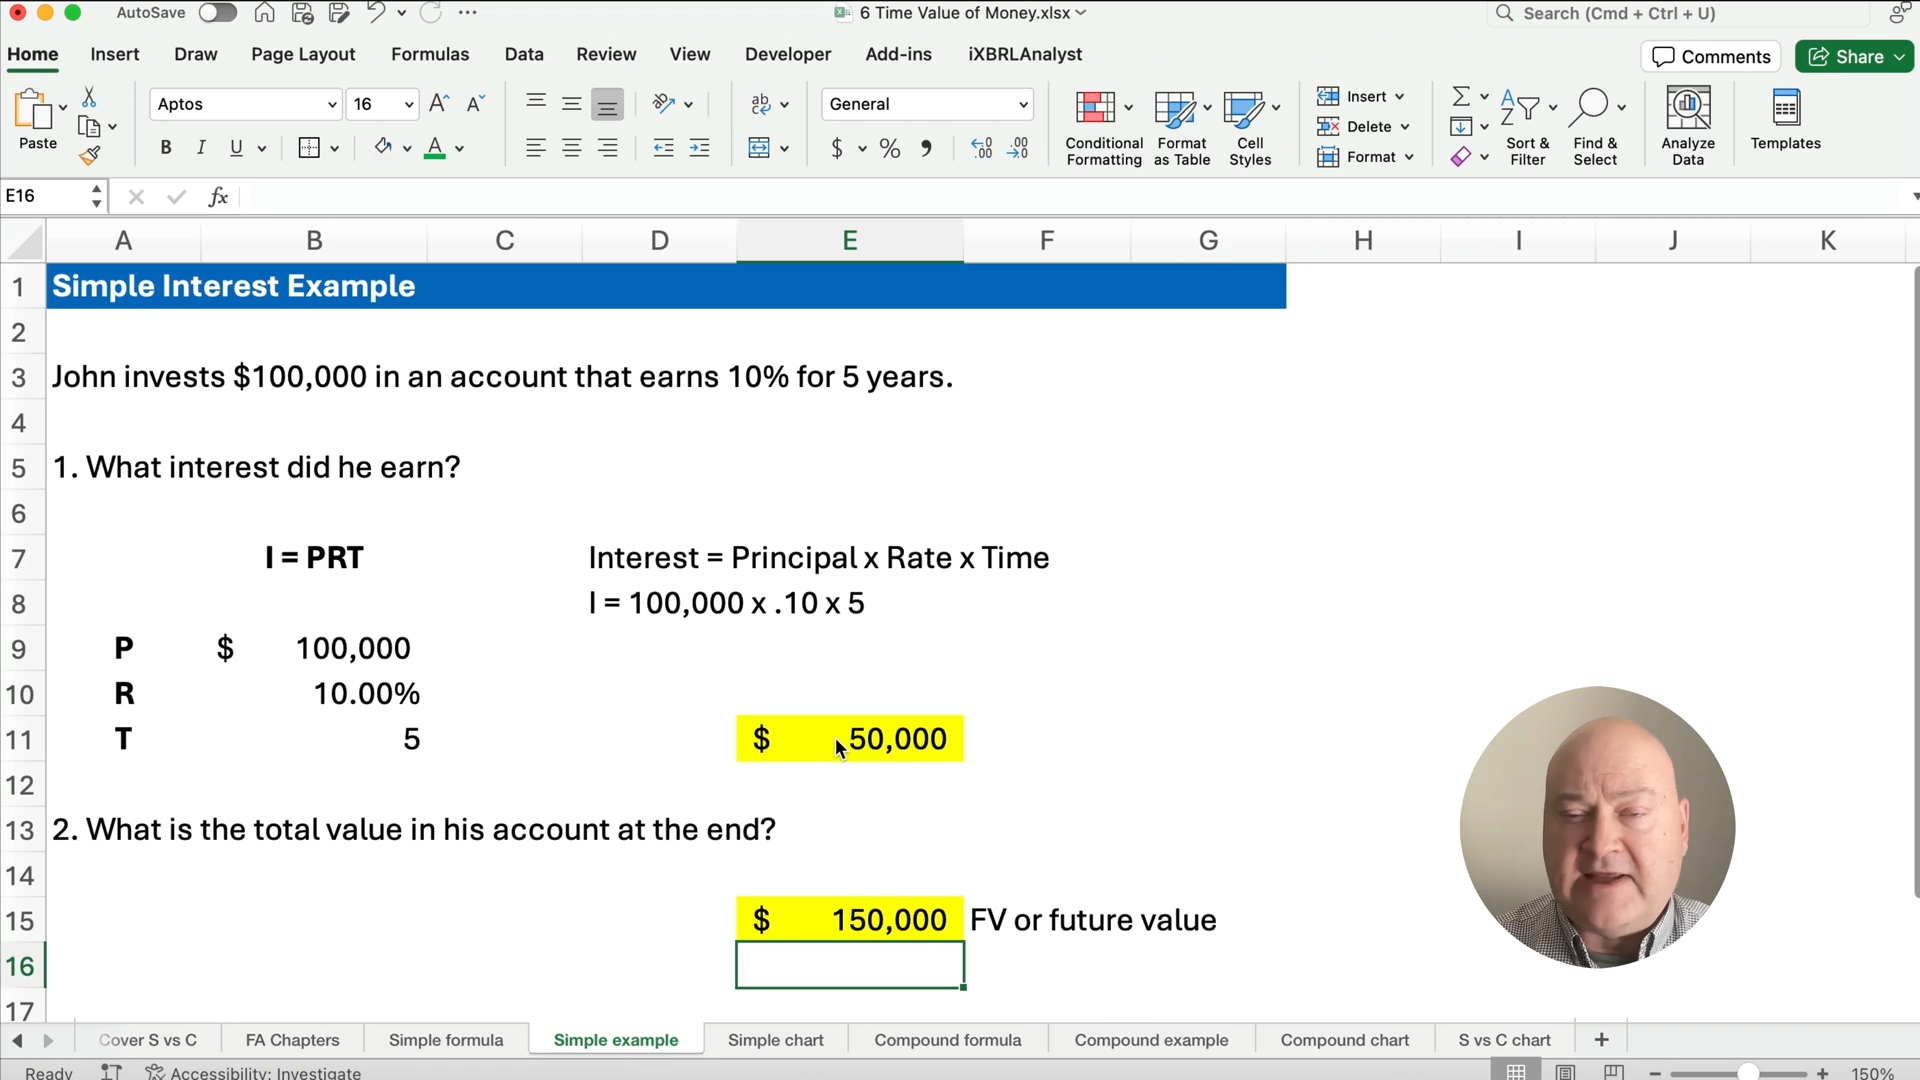 AutoSave
6 Time Value of Money.xlsx
Search (Cmd + Ctrl + U)
Home Insert Draw Page Layout Formulas Data Review View Developer Add-ins iXBRLAnalyst Comments Share
Paste
Aptos 16 General
Conditional Formatting
Format as Table
Cell Styles
Insert
Delete
Format
Sort & Filter
Find & Select
Analyze Data
Templates
E16 fx
A B C D E F G H I J K
1 Simple Interest Example
2
3 John invests $100,000 in an account that earns 10% for 5 years.
4
5 1. What interest did he earn?
6
7 I = PRT Interest = Principal x Rate x Time
8 I = 100,000 x .10 x 5
9 P $ 100,000
10 R 10.00%
11 T 5 $ 50,000
12
13 2. What is the total value in his account at the end?
14
15 $ 150,000 FV or future value
16
17
Cover S vs C FA Chapters Simple formula Simple example Simple chart Compound formula Compound example Compound chart S vs C chart +
Ready Accessibility: Investigate 150%